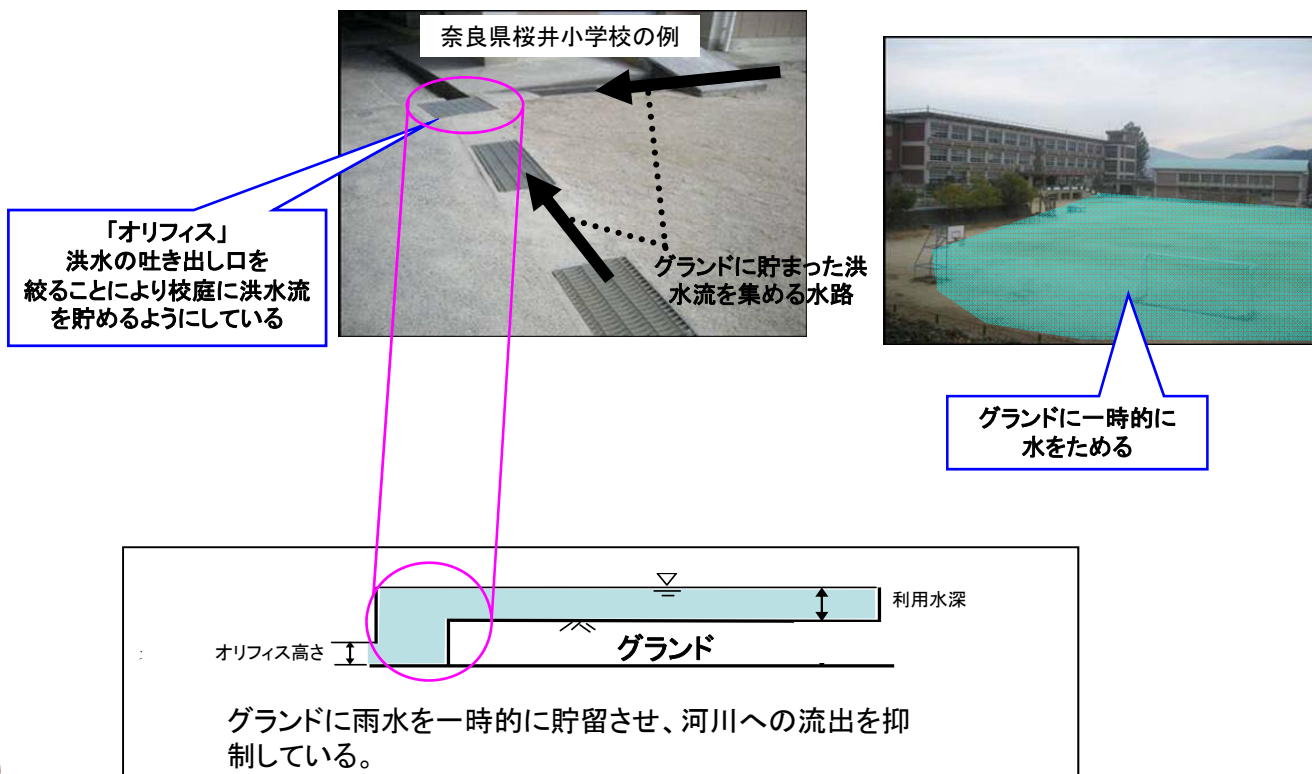 奈良県桜井小学校の例
「オリフィス」
洪水の吐き出し口を
絞ることにより校庭に洪水流
を貯めるようにしている
グランドに貯まった洪
水流を集める水路
グランドに一時的に
水をためる
利用水深
オリフィス高さ
グランド
グランドに雨水を一時的に貯留させ、河川への流出を抑
制している。